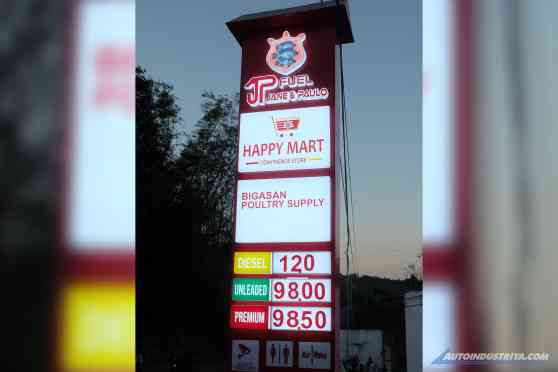 JP FUEL
JANE & PAULO
HAPPY MART
CONVENIENCE STORE
BIGASAN
POULTRY SUPPLY
DIESEL 120
UNLEADED 98.00
PREMIUM 98.50
AUTOINDUSTRIYA.COM